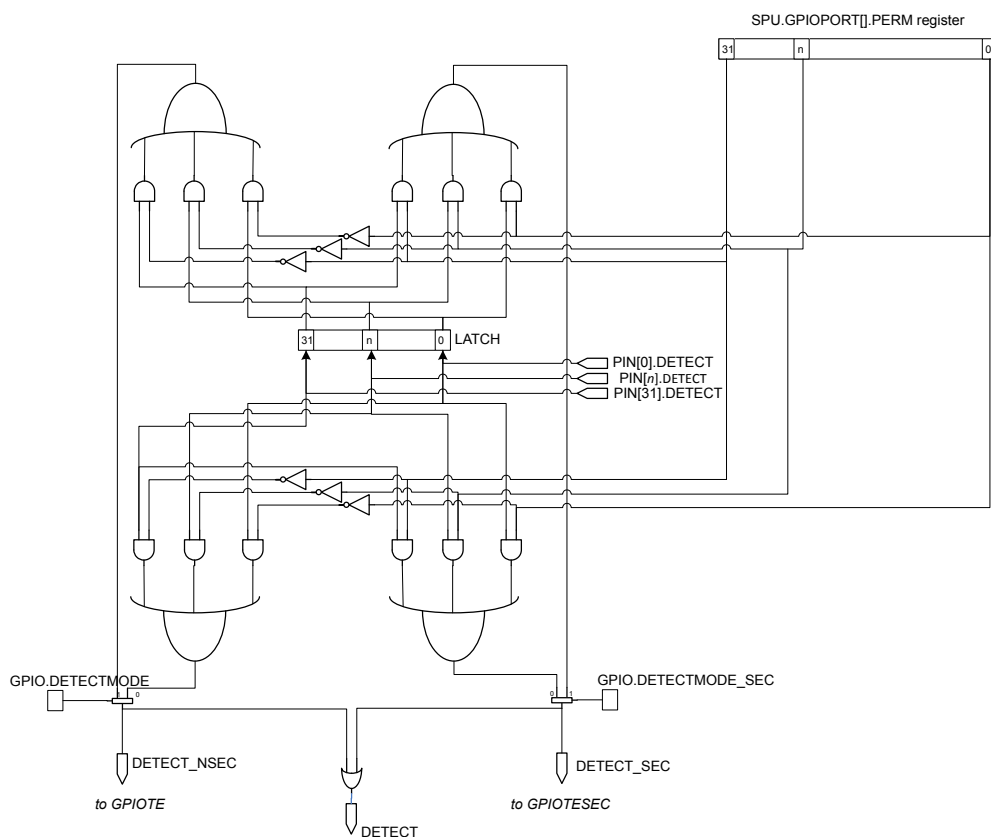 SPU.GPIOPORT[].PERM register
31 n 0
31 n 0 LATCH
PIN[0].DETECT
PIN[n].DETECT
PIN[31].DETECT
GPIO.DETECTMODE
1 0
0 1
GPIO.DETECTMODE_SEC
DETECT_NSEC
DETECT_SEC
to GPIOTE
to GPIOTESEC
DETECT